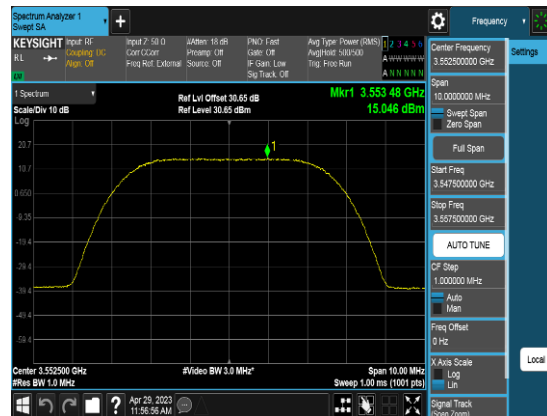 Spectrum Analyzer 1
Swept SA
+
Frequency
KEYSIGHT
Input: RF
Coupling: DC
Align: Off
Input Z: 50 Ω
Corr CCorr
Freq Ref: External
#Atten: 18 dB
Preamp: Off
Source: Off
PNO: Fast
Gate: Off
IF Gain: Low
Sig Track: Off
Avg Type: Power (RMS)
Avg|Hold: 500/500
Trig: Free Run
1 2 3 4 5 6
A W W W W W
A N N N N N
R L
LW
1 Spectrum
Scale/Div 10 dB
Log
Ref Lvl Offset 30.65 dB
Ref Level 30.65 dBm
Mkr1 3.553 48 GHz
15.046 dBm
1
20.7
10.7
0.650
-9.35
-19.4
-29.4
-39.4
-49.4
-59.4
Center 3.552500 GHz
#Res BW 1.0 MHz
#Video BW 3.0 MHz*
Span 10.00 MHz
Sweep 1.00 ms (1001 pts)
Apr 29, 2023
11:56:56 AM
?
Center Frequency
3.552500000 GHz
Span
10.0000000 MHz
Swept Span
Zero Span
Full Span
Start Freq
3.547500000 GHz
Stop Freq
3.557500000 GHz
AUTO TUNE
CF Step
1.000000 MHz
Auto
Man
Freq Offset
0 Hz
X Axis Scale
Log
Lin
Signal Track
(Span Zoom)
Settings
Local